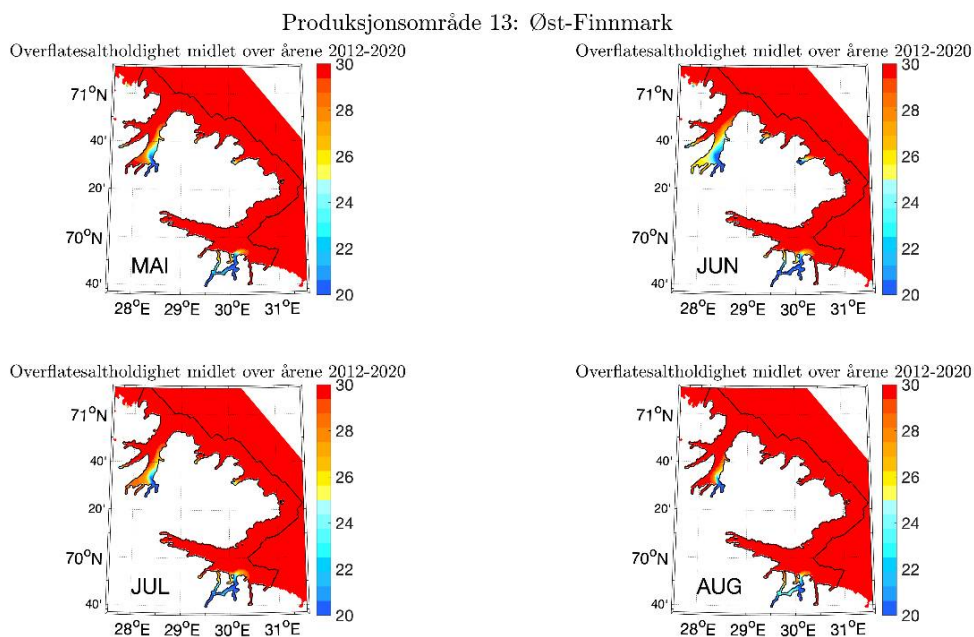 Produksjonsområde 13: Øst-Finnmark
Overflatesaltholdighet midlet over årene 2012-2020
71°N
40'
20'
70°N
40'
28°E 29°E 30°E 31°E
MAI
30
28
26
24
22
20
Overflatesaltholdighet midlet over årene 2012-2020
71°N
40'
20'
70°N
40'
28°E 29°E 30°E 31°E
JUN
30
28
26
24
22
20
Overflatesaltholdighet midlet over årene 2012-2020
71°N
40'
20'
70°N
40'
28°E 29°E 30°E 31°E
JUL
30
28
26
24
22
20
Overflatesaltholdighet midlet over årene 2012-2020
71°N
40'
20'
70°N
40'
28°E 29°E 30°E 31°E
AUG
30
28
26
24
22
20